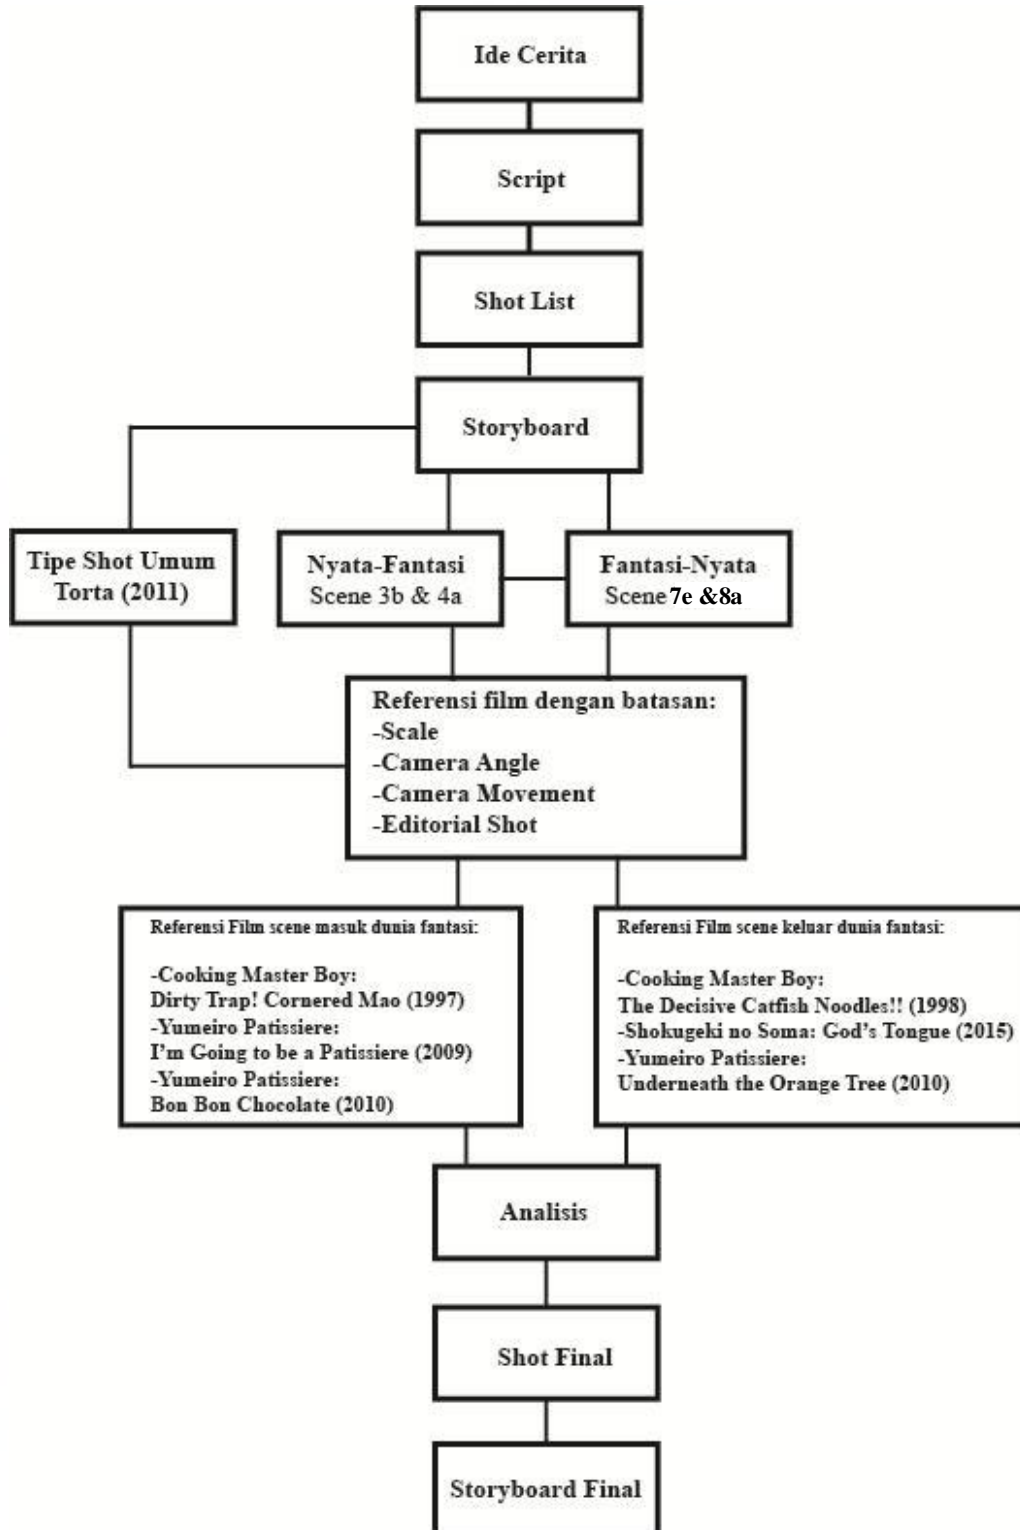 Ide Cerita
Script
Shot List
Storyboard
Tipe Shot Umum
Torta (2011)
Nyata-Fantasi
Scene 3b & 4a
Fantasi-Nyata
Scene 7e &8a
Referensi film dengan batasan:
-Scale
-Camera Angle
-Camera Movement
-Editorial Shot
Referensi Film scene masuk dunia fantasi:
-Cooking Master Boy:
Dirty Trap! Cornered Mao (1997)
-Yumeiro Patissiere:
I'm Going to be a Patissiere (2009)
-Yumeiro Patissiere:
Bon Bon Chocolate (2010)
Referensi Film scene keluar dunia fantasi:
-Cooking Master Boy:
The Decisive Catfish Noodles!! (1998)
-Shokugeki no Soma: God's Tongue (2015)
-Yumeiro Patissiere:
Underneath the Orange Tree (2010)
Analisis
Shot Final
Storyboard Final